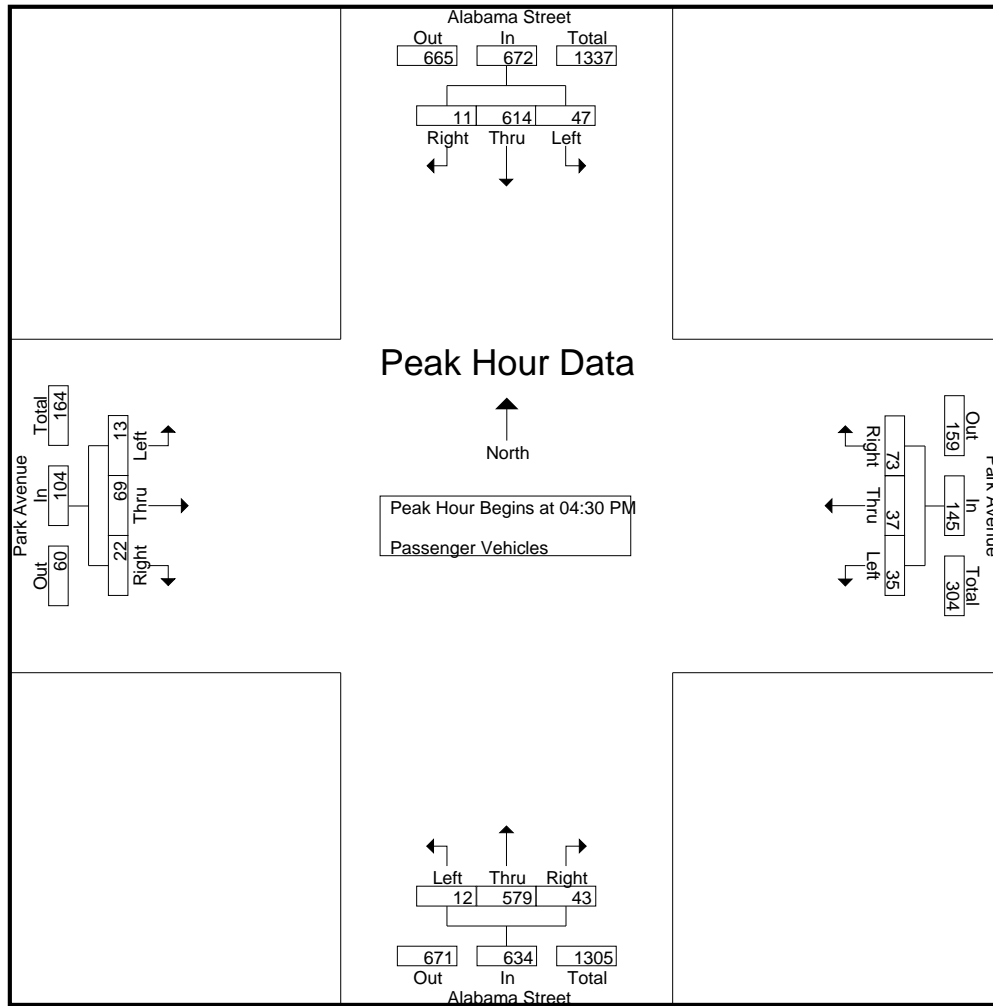 Alabama Street
Out In Total
665 672 1337
11 614 47
Right Thru Left
Peak Hour Data
North
Peak Hour Begins at 04:30 PM
Passenger Vehicles
Park Avenue
Out In Total
60 104 164
22 69 13
Right Thru Left
Park Avenue
Out In Total
159 145 304
73 37 35
Right Thru Left
Left Thru Right
12 579 43
671 634 1305
Out In Total
Alabama Street